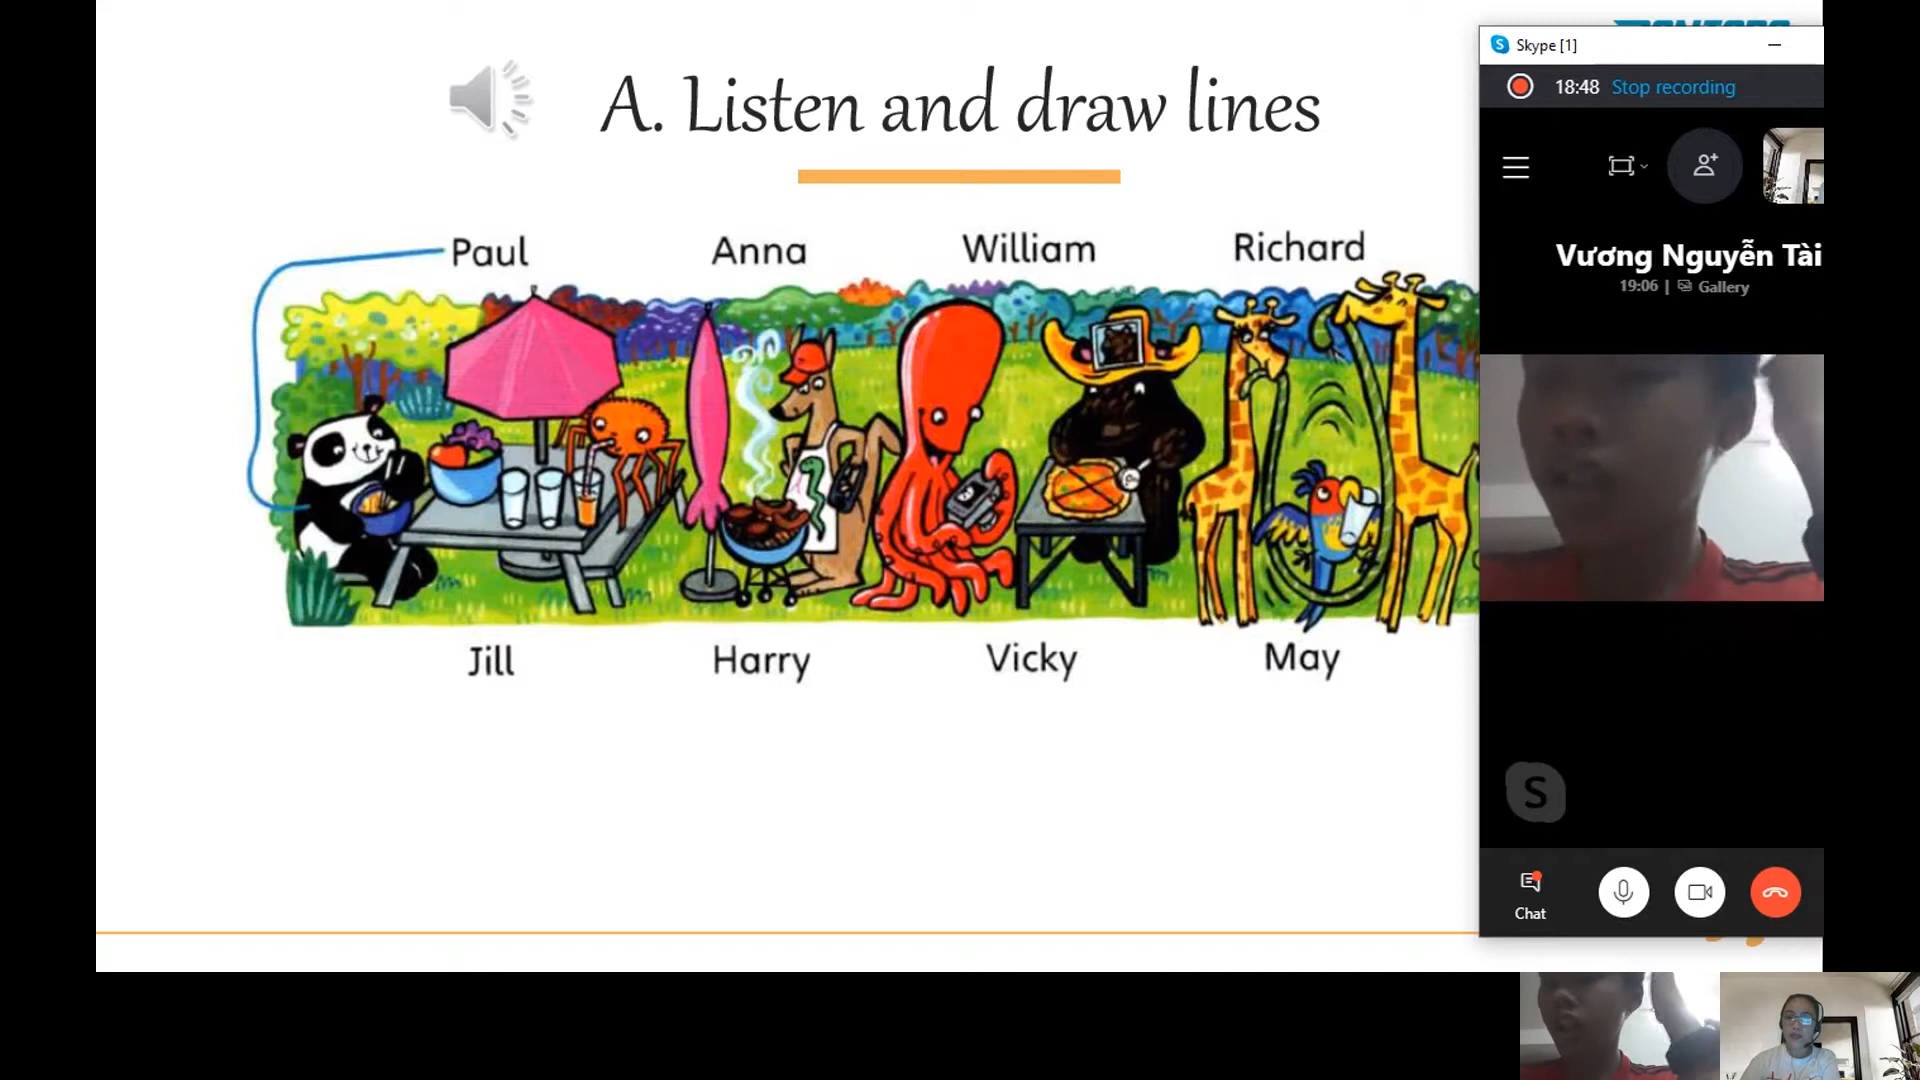 A. Listen and draw lines
Paul
Anna
William
Richard
Jill
Harry
Vicky
May
Skype [1]
18:48 Stop recording
Vương Nguyễn Tài
19:06 | Gallery
Chat